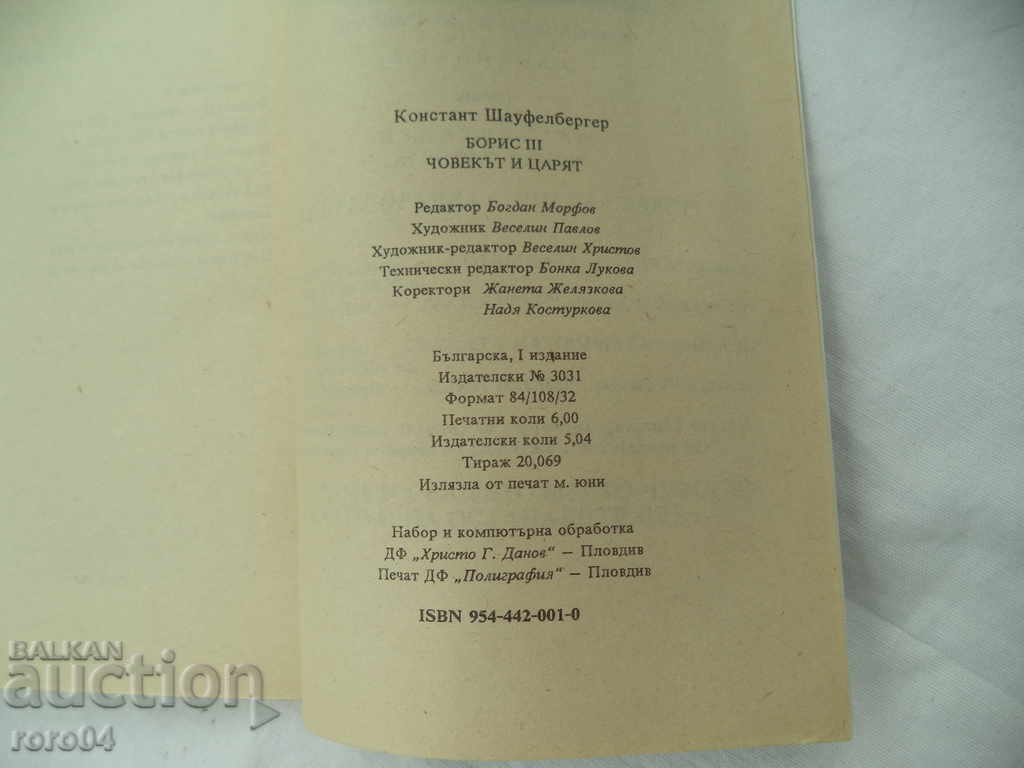 Констант Шауфелбергер
БОРИС III
ЧОВЕКЪТ И ЦАРЯТ
Редактор Богдан Морфов
Художник Веселин Павлов
Художник-редактор Веселин Христов
Технически редактор Бонка Лукова
Коректори Жанета Желязкова
Надя Костуркова
Българска, I издание
Издателски № 3031
Формат 84/108/32
Печатни коли 6,00
Издателски коли 5,04
Тираж 20,069
Излязла от печат м. юни
Набор и компютърна обработка
ДФ „Христо Г. Данов“ — Пловдив
Печат ДФ „Полиграфия“ — Пловдив
ISBN 954-442-001-0
BALKAN
auction
roro04